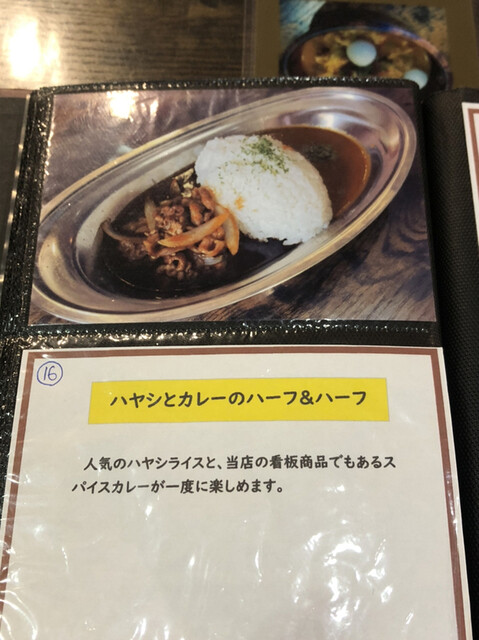 16
ハヤシとカレーのハーフ&ハーフ
人気のハヤシライスと、当店の看板商品でもあるス
パイスカレーが一度に楽しめます。